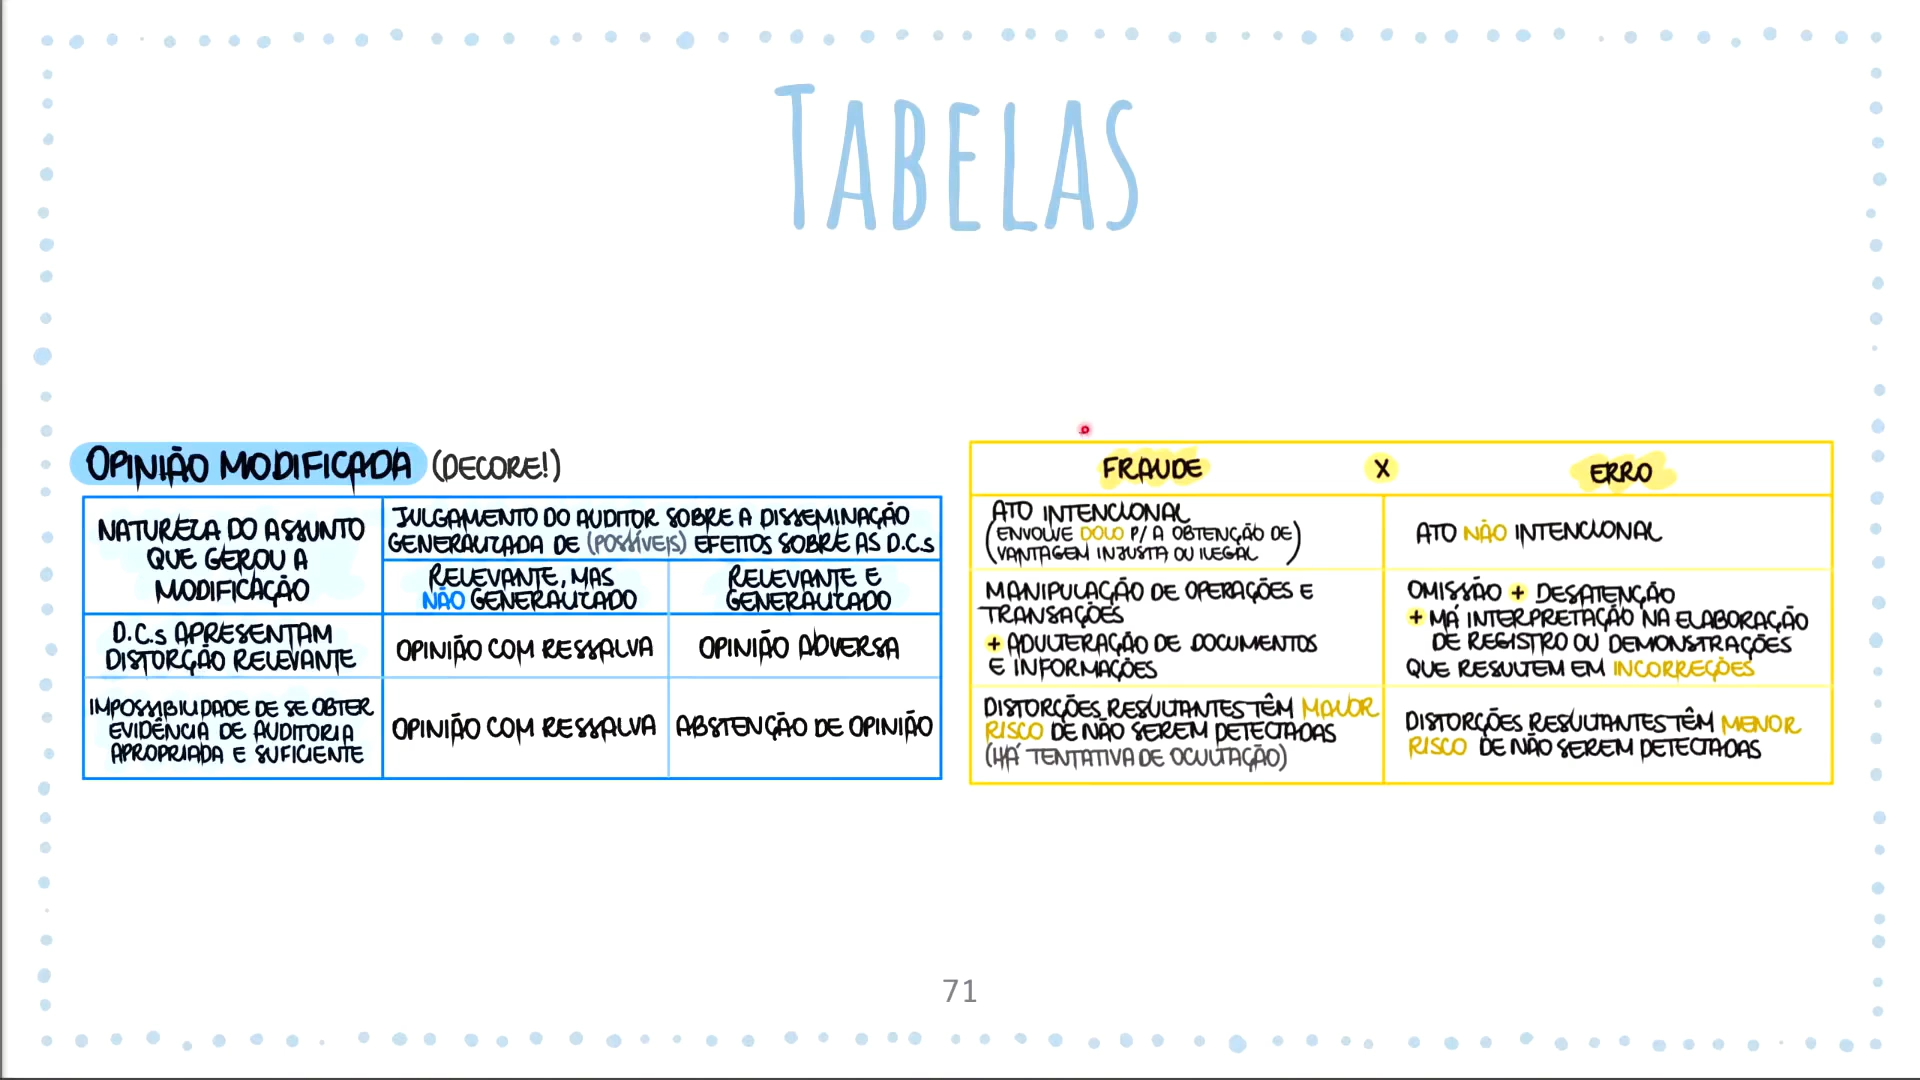 TABELAS
OPINIÃO MODIFICADA (DECORE!)
NATUREZA DO ASSUNTO
QUE GEROU A
MODIFICAÇÃO
JULGAMENTO DO AUDITOR SOBRE A DISSEMINAÇÃO
GENERALIZADA DE (POSSÍVEIS) EFEITOS SOBRE AS D.C.s
RELEVANTE, MAS
NÃO GENERALIZADO
RELEVANTE E
GENERALIZADO
D.C.s APRESENTAM
DISTORÇÃO RELEVANTE
OPINIÃO COM RESSALVA
OPINIÃO ADVERSA
IMPOSSIBILIDADE DE SE OBTER
EVIDÊNCIA DE AUDITORIA
APROPRIADA E SUFICIENTE
OPINIÃO COM RESSALVA
ABSTENÇÃO DE OPINIÃO
FRAUDE X ERRO
ATO INTENCIONAL
(ENVOLVE DOLO P/ A OBTENÇÃO DE
VANTAGEM INJUSTA OU ILEGAL)
ATO NÃO INTENCIONAL
MANIPULAÇÃO DE OPERAÇÕES E
TRANSAÇÕES
+ ADULTERAÇÃO DE DOCUMENTOS
E INFORMAÇÕES
OMISSÃO + DESATENÇÃO
+ MÁ INTERPRETAÇÃO NA ELABORAÇÃO
DE REGISTRO OU DEMONSTRAÇÕES
QUE RESULTEM EM INCORREÇÕES
DISTORÇÕES RESULTANTES TÊM MAIOR
RISCO DE NÃO SEREM DETECTADAS
(HÁ TENTATIVA DE OCULTAÇÃO)
DISTORÇÕES RESULTANTES TÊM MENOR
RISCO DE NÃO SEREM DETECTADAS
71